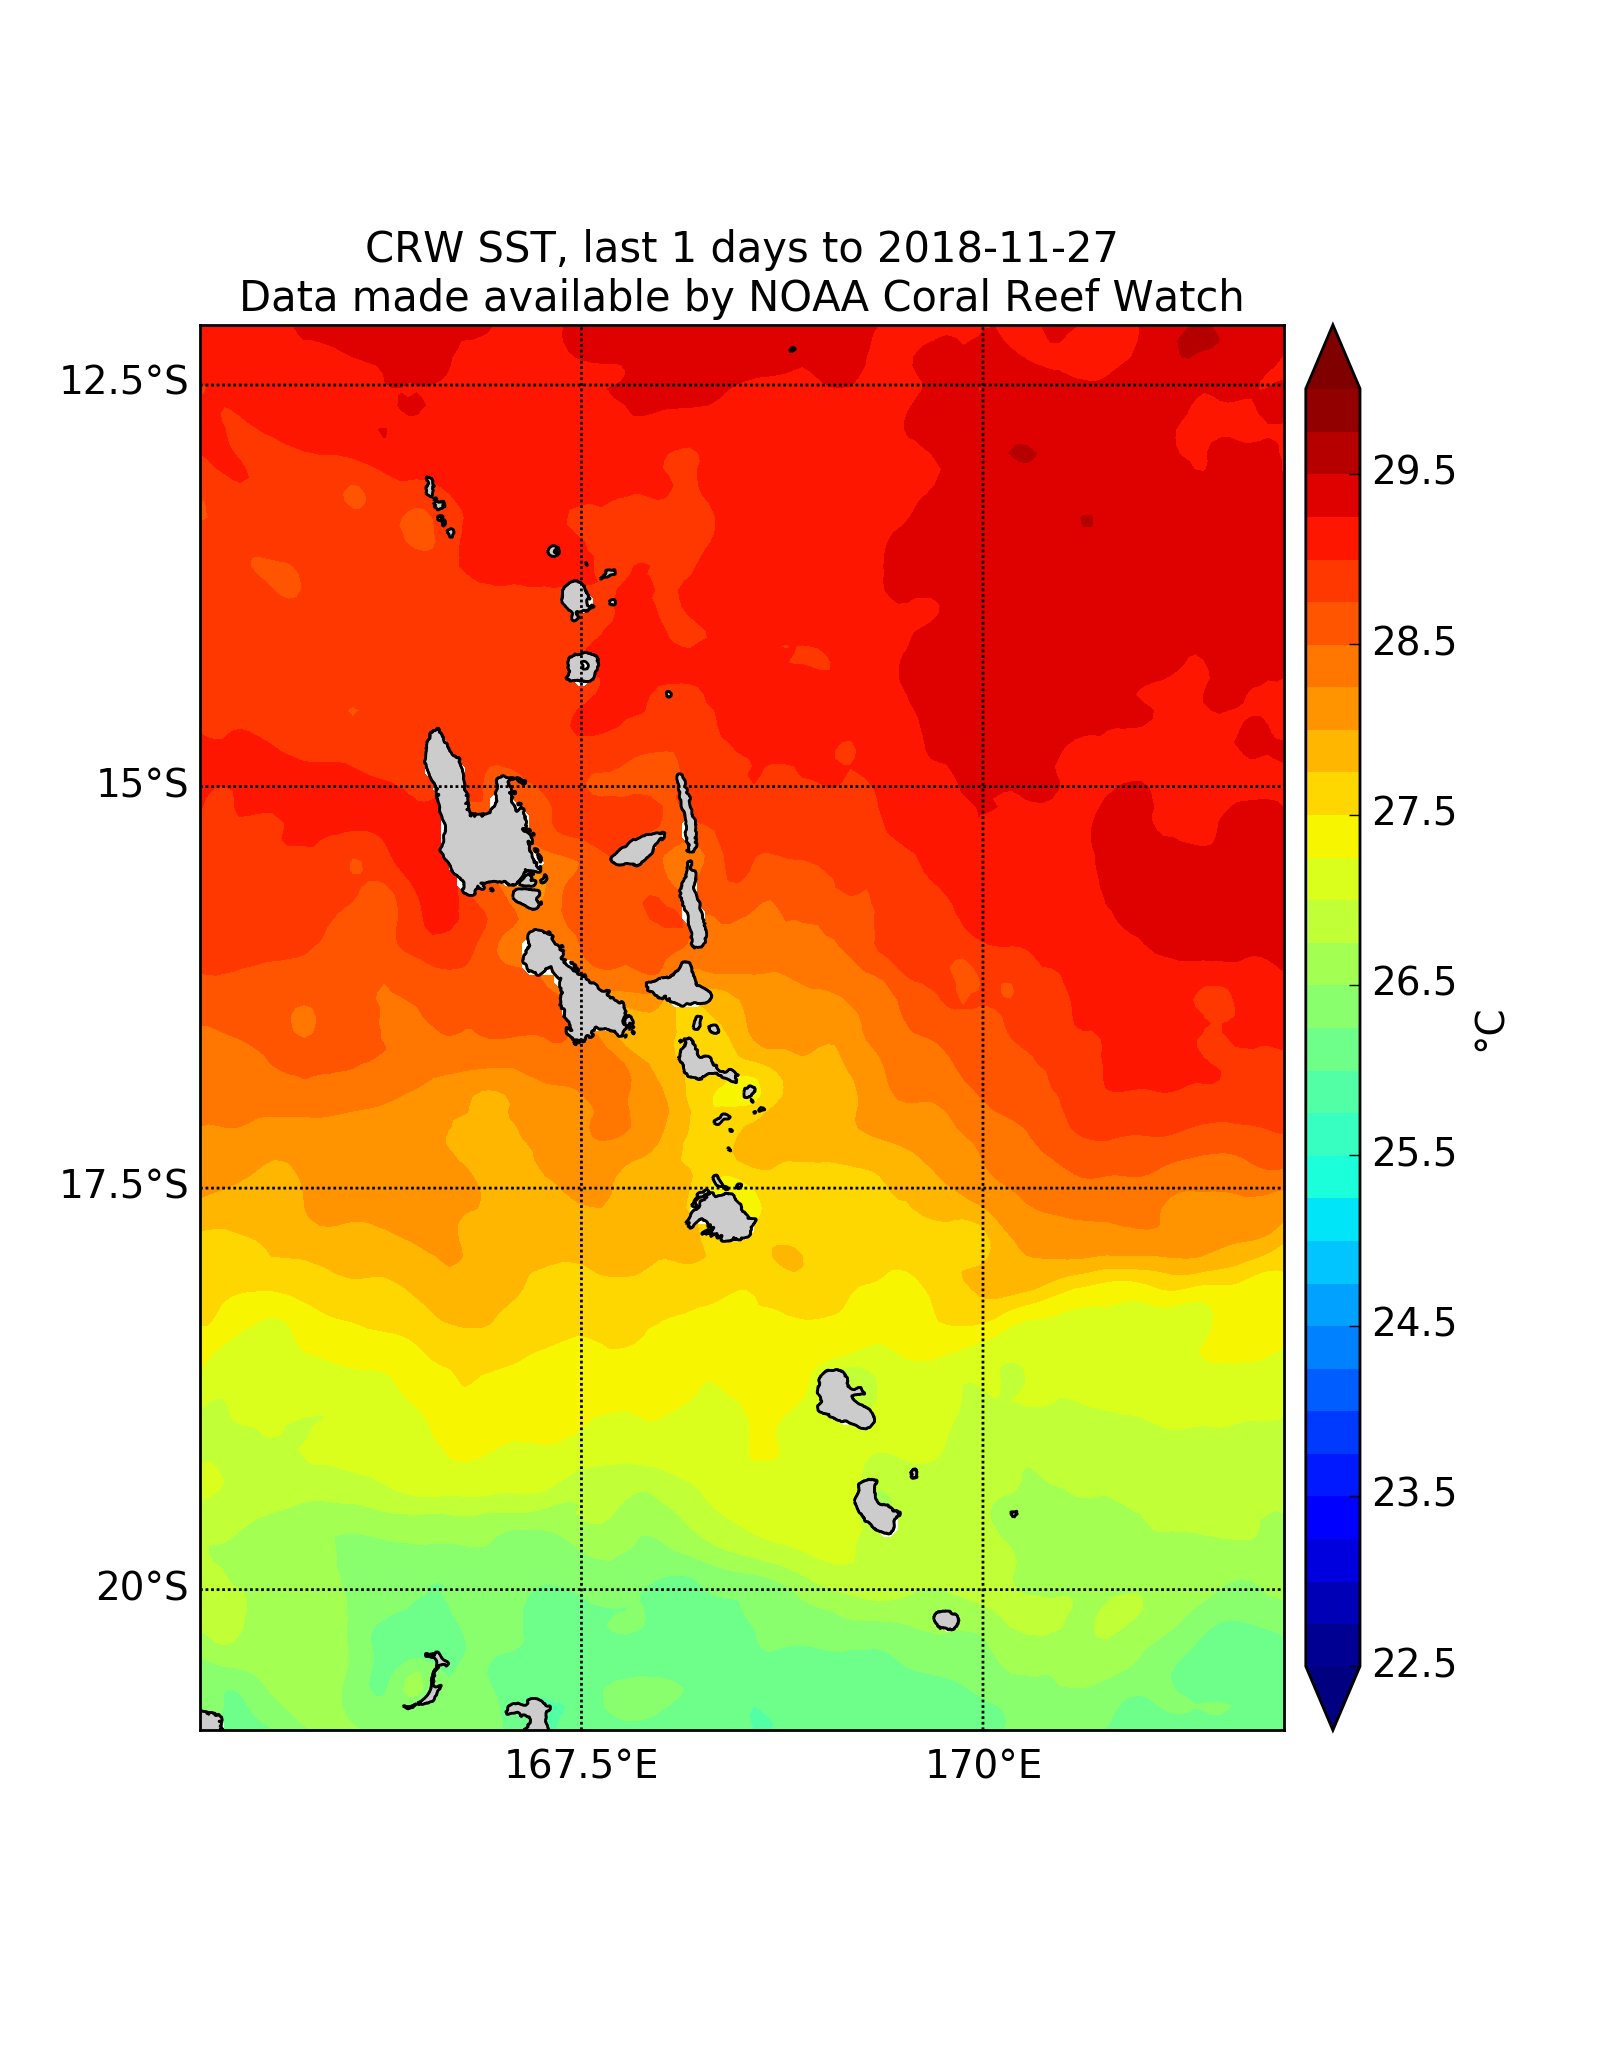 CRW SST, last 1 days to 2018-11-27
Data made available by NOAA Coral Reef Watch
12.5°S
15°S
17.5°S
20°S
167.5°E
170°E
29.5
28.5
27.5
26.5
25.5
24.5
23.5
22.5
°C